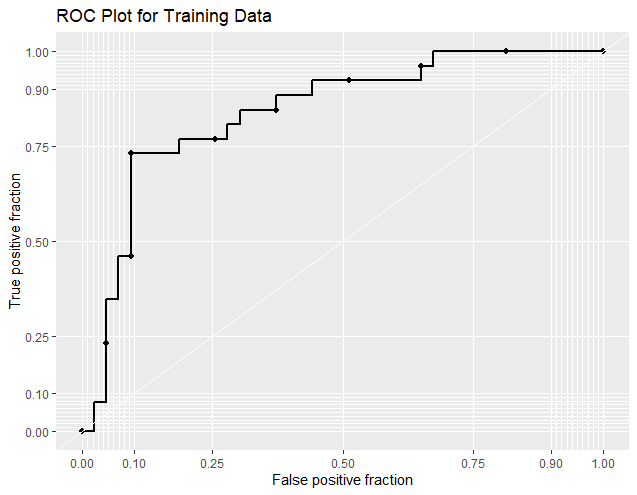 ROC Plot for Training Data
True positive fraction
1.00
0.90
0.75
0.50
0.25
0.10
0.00
0.00 0.10 0.25 0.50 0.75 0.90 1.00
False positive fraction